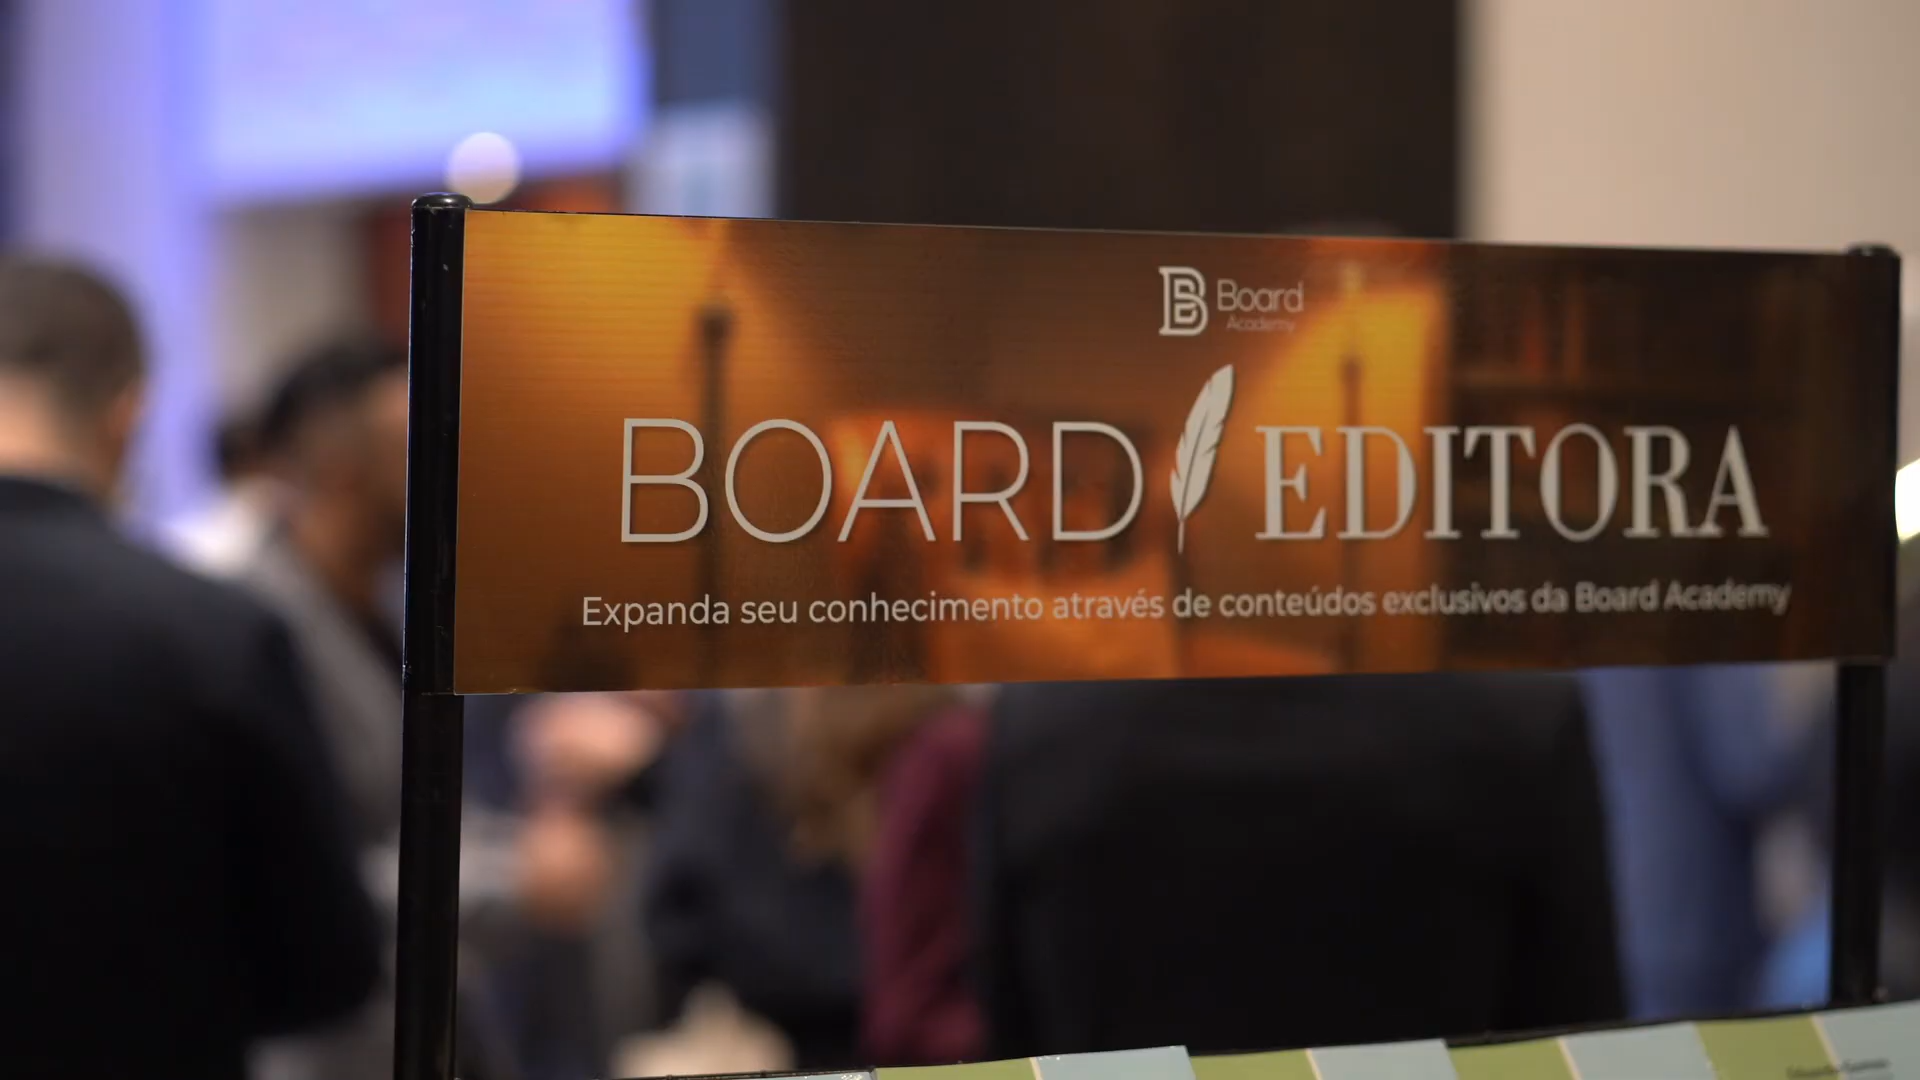 Board
Academy
BOARD EDITORA
Expanda seu conhecimento através de conteúdos exclusivos da Board Academy